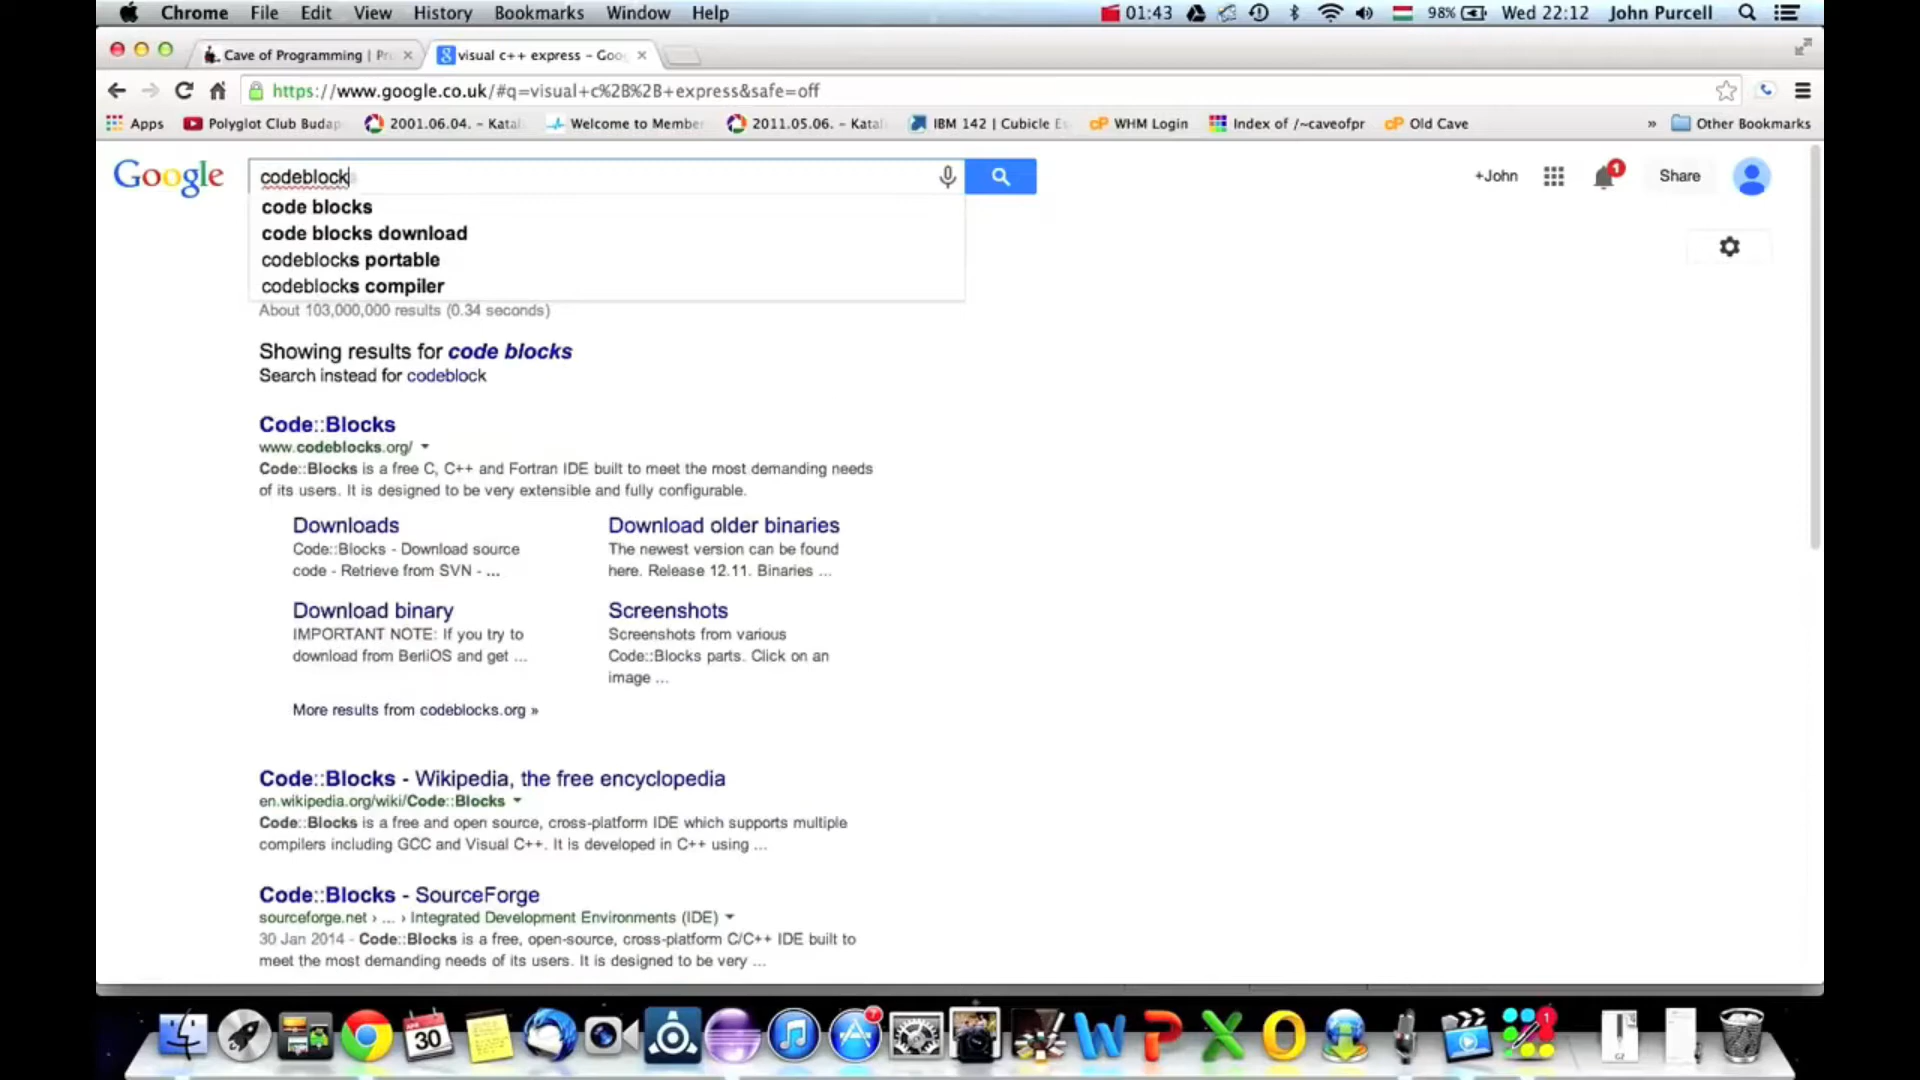 Chrome File Edit View History Bookmarks Window Help 01:43 98% Wed 22:12 John Purcell
Cave of Programming | Pr
visual c++ express - Goo
https://www.google.co.uk/#q=visual+c%2B%2B+express&safe=off
Apps Polyglot Club Budap 2001.06.04. - Katal Welcome to Member 2011.05.06. - Katal IBM 142 | Cubicle E WHM Login Index of /~caveofpr Old Cave » Other Bookmarks
Google codeblock +John 1 Share
code blocks
code blocks download
codeblocks portable
codeblocks compiler
About 103,000,000 results (0.34 seconds)
Showing results for code blocks
Search instead for codeblock
Code::Blocks
www.codeblocks.org/
Code::Blocks is a free C, C++ and Fortran IDE built to meet the most demanding needs
of its users. It is designed to be very extensible and fully configurable.
Downloads
Code::Blocks - Download source
code - Retrieve from SVN - ...
Download older binaries
The newest version can be found
here. Release 12.11. Binaries ...
Download binary
IMPORTANT NOTE: If you try to
download from BerliOS and get ...
Screenshots
Screenshots from various
Code::Blocks parts. Click on an
image ...
More results from codeblocks.org »
Code::Blocks - Wikipedia, the free encyclopedia
en.wikipedia.org/wiki/Code::Blocks
Code::Blocks is a free and open source, cross-platform IDE which supports multiple
compilers including GCC and Visual C++. It is developed in C++ using ...
Code::Blocks - SourceForge
sourceforge.net › ... › Integrated Development Environments (IDE)
30 Jan 2014 - Code::Blocks is a free, open-source, cross-platform C/C++ IDE built to
meet the most demanding needs of its users. It is designed to be very ...
30
7
1
GZ